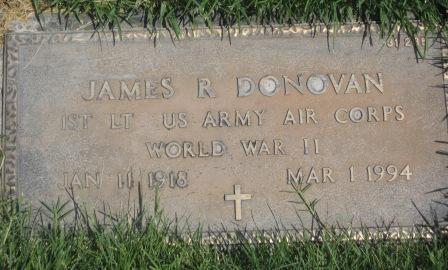 JAMES R DONOVAN
1ST LT US ARMY AIR CORPS
WORLD WAR II
JAN 11 1918 MAR 1 1994